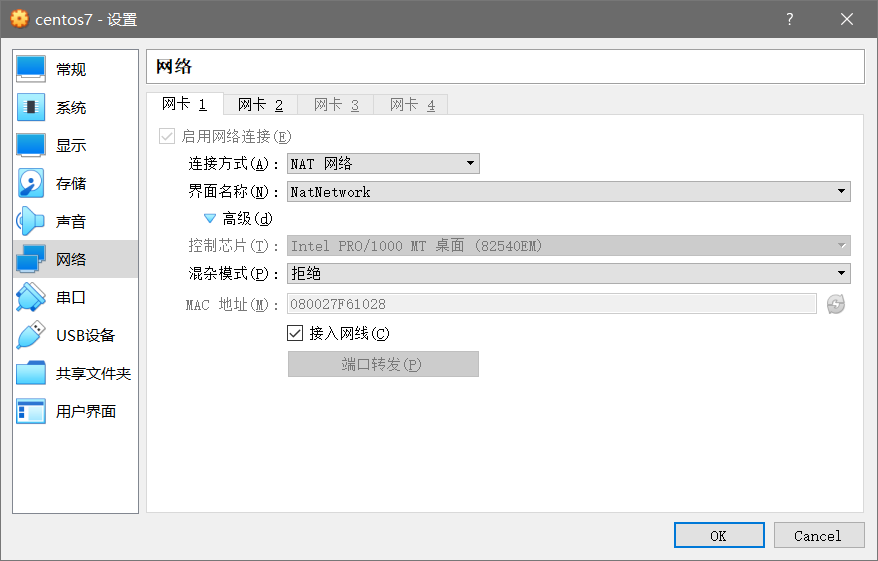 centos7 - 设置
?
常规
系统
显示
存储
声音
网络
串口
USB设备
共享文件夹
用户界面
网络
网卡 1 网卡 2 网卡 3 网卡 4
启用网络连接(E)
连接方式(A)： NAT 网络
界面名称(N)： NatNetwork
高级(d)
控制芯片(T)： Intel PRO/1000 MT 桌面 (82540EM)
混杂模式(P)： 拒绝
MAC 地址(M)： 080027F61028
接入网线(C)
端口转发(P)
OK Cancel